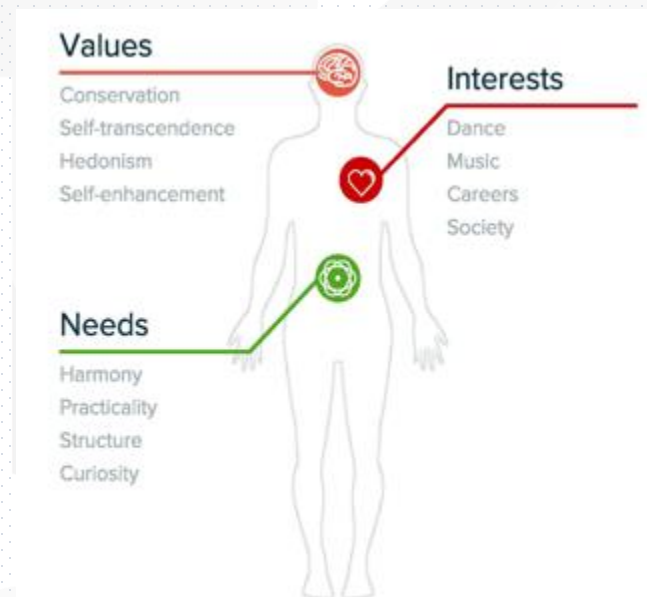 Values
Conservation
Self-transcendence
Hedonism
Self-enhancement
Interests
Dance
Music
Careers
Society
Needs
Harmony
Practicality
Structure
Curiosity